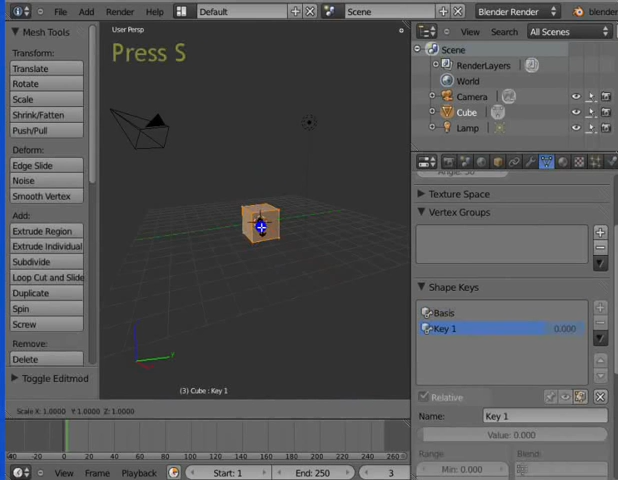 File Add Render Help Default Scene Blender Render
Mesh Tools
User Persp
View Search All Scenes
Transform:
Press S
Scene
Translate
RenderLayers
Rotate
World
Scale
Camera
Shrink/Fatten
Cube
Push/Pull
Lamp
Deform:
Edge Slide
Noise
Smooth Vertex
Texture Space
Add:
Vertex Groups
Extrude Region
Extrude Individual
Subdivide
Loop Cut and Slide
Duplicate
Shape Keys
Spin
Basis
Screw
Key 1 0.000
Remove:
Delete
Toggle Editmod
z
y
(3) Cube : Key 1
Relative
Scale X: 1.0000 Y: 1.0000 Z: 1.0000
Name: Key 1
Value: 0.000
-40 -20 0 20 40 60 80 100 120 140 160 180 200 220 240 260
Range: Blend:
View Frame Playback Start: 1 End: 250 3
Min: 0.000